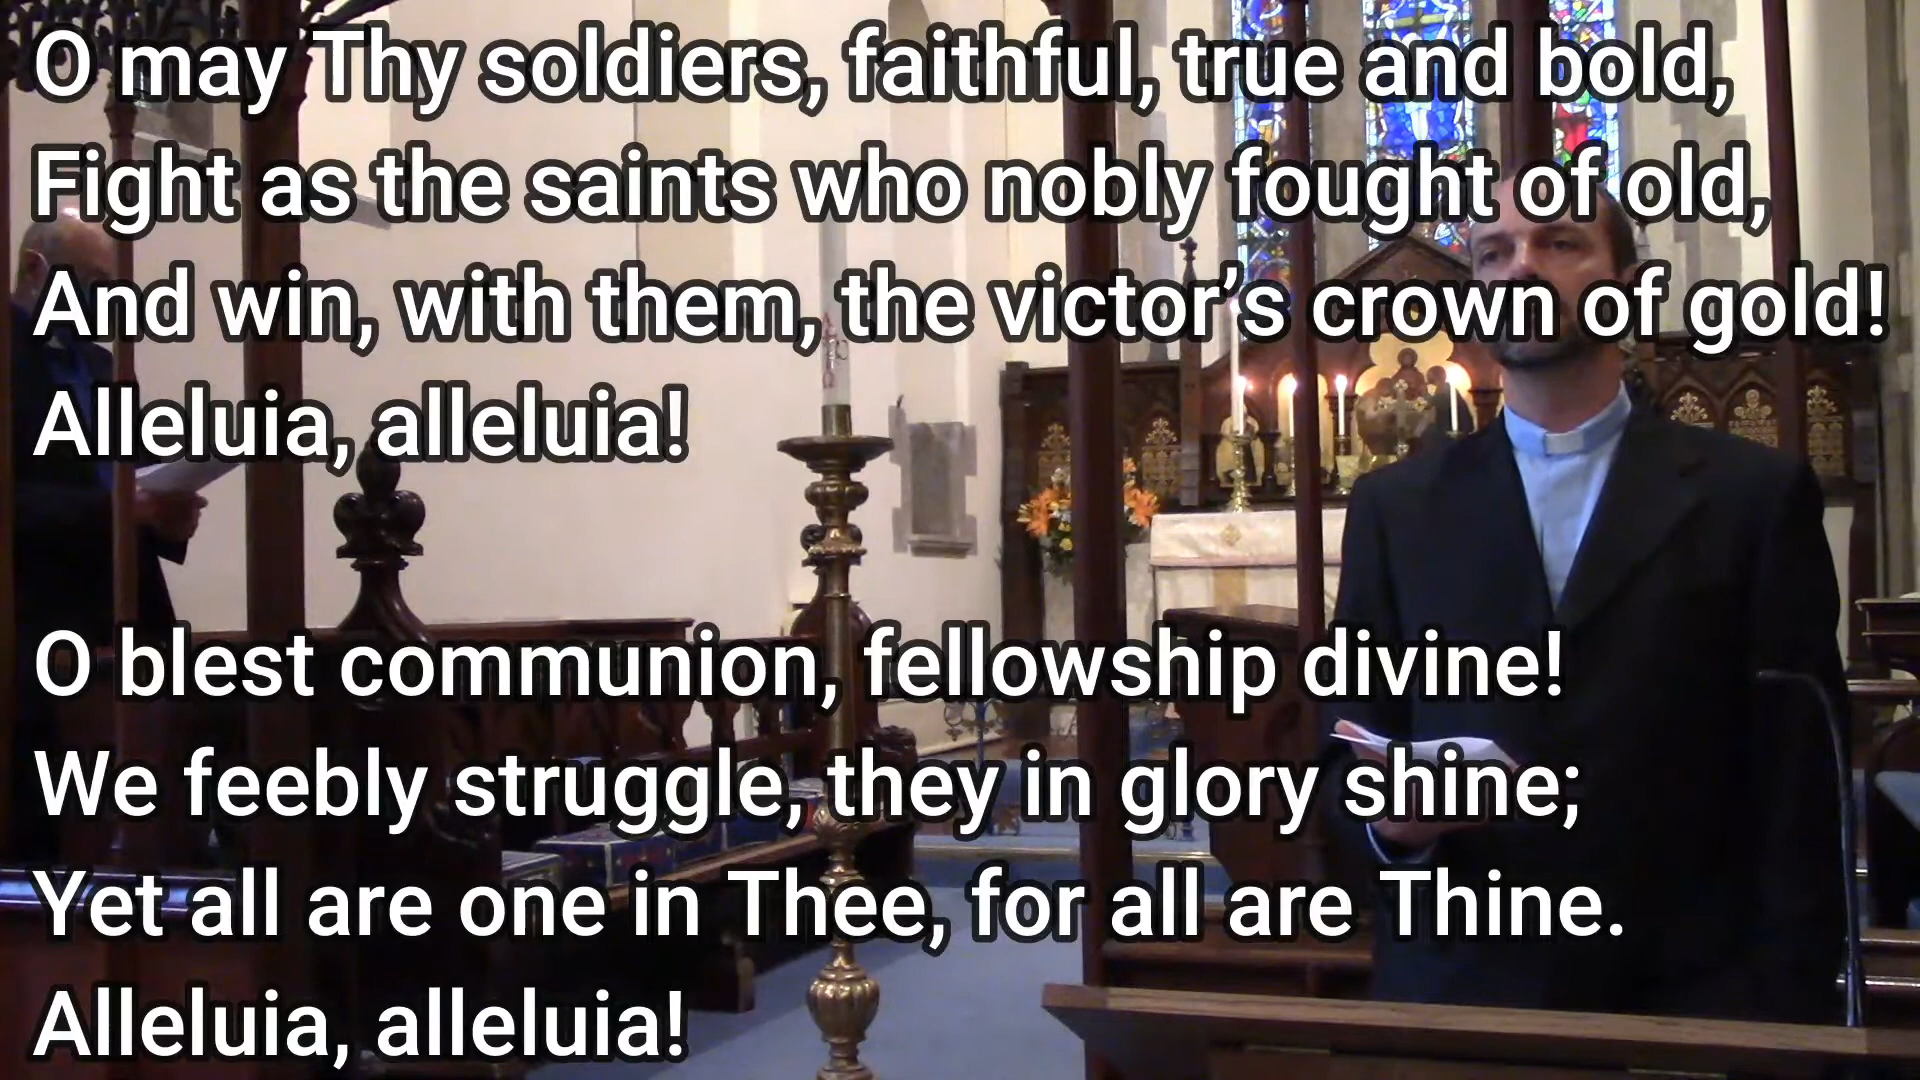 O may Thy soldiers, faithful, true and bold,
Fight as the saints who nobly fought of old,
And win, with them, the victor’s crown of gold!
Alleluia, alleluia!
O blest communion, fellowship divine!
We feebly struggle, they in glory shine;
Yet all are one in Thee, for all are Thine.
Alleluia, alleluia!